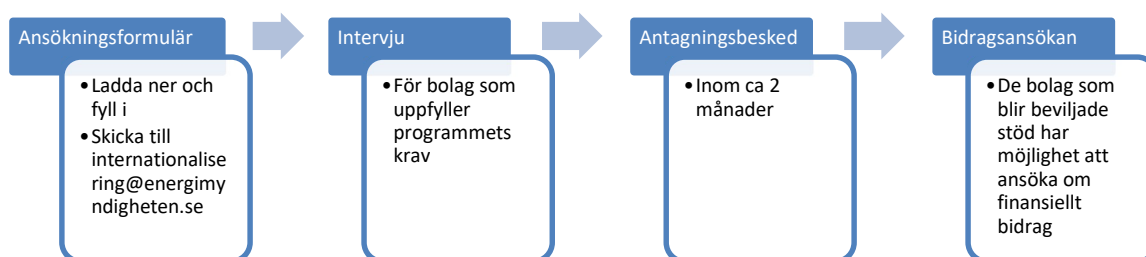 Ansökningsformulär
•Ladda ner och
fyll i
•Skicka till
internationalise
ring@energimy
ndigheten.se
Intervju
•För bolag som
uppfyller
programmets
krav
Antagningsbesked
•Inom ca 2
månader
Bidragsansökan
•De bolag som
blir beviljade
stöd har
möjlighet att
ansöka om
finansiellt
bidrag